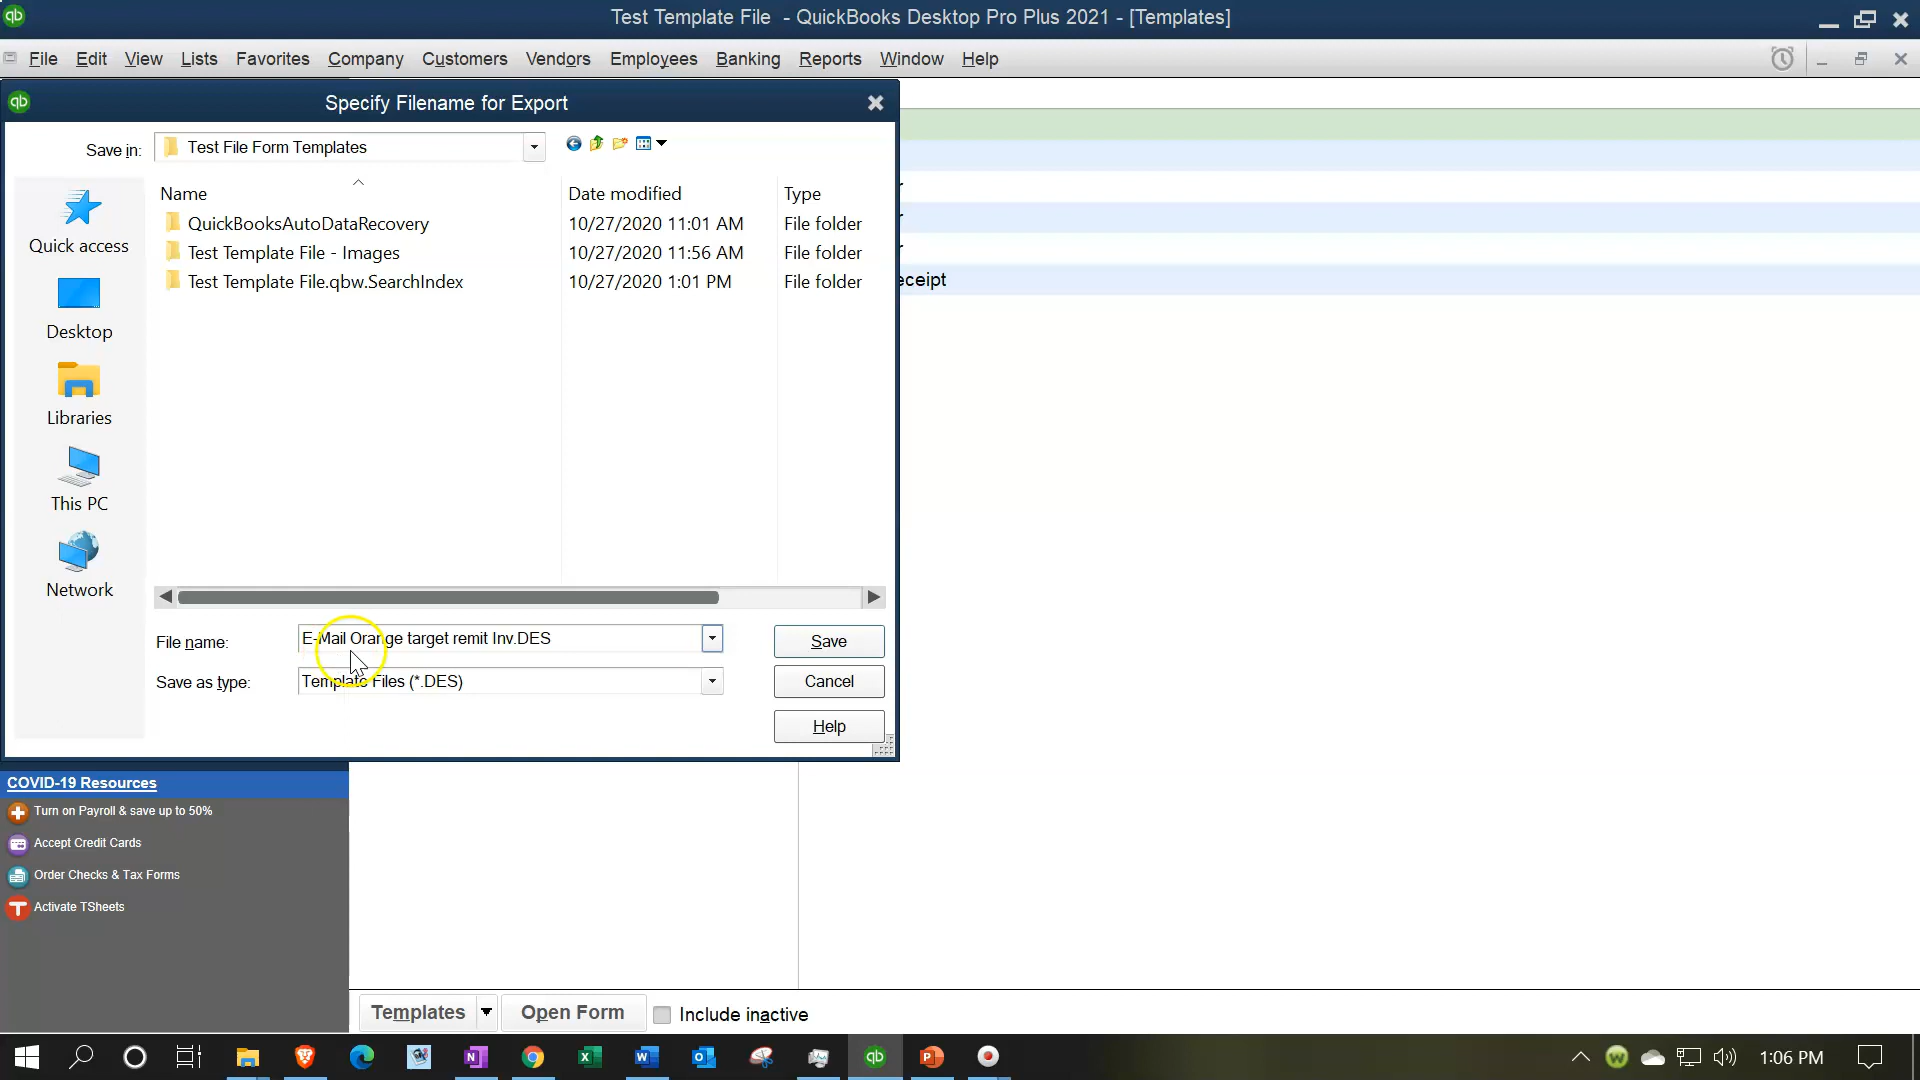 qb
Test Template File - QuickBooks Desktop Pro Plus 2021 - [Templates]
File Edit View Lists Favorites Company Customers Vendors Employees Banking Reports Window Help
qb
Specify Filename for Export
Save in:
Test File Form Templates
Name
Date modified
Type
QuickBooksAutoDataRecovery
10/27/2020 11:01 AM
File folder
Test Template File - Images
10/27/2020 11:56 AM
File folder
Test Template File.qbw.SearchIndex
10/27/2020 1:01 PM
File folder
Quick access
Desktop
Libraries
This PC
Network
eceipt
File name:
E-Mail Orange target remit Inv.DES
Save
Save as type:
Template Files (*.DES)
Cancel
Help
COVID-19 Resources
Turn on Payroll & save up to 50%
Accept Credit Cards
Order Checks & Tax Forms
Activate TSheets
Templates
Open Form
Include inactive
1:06 PM